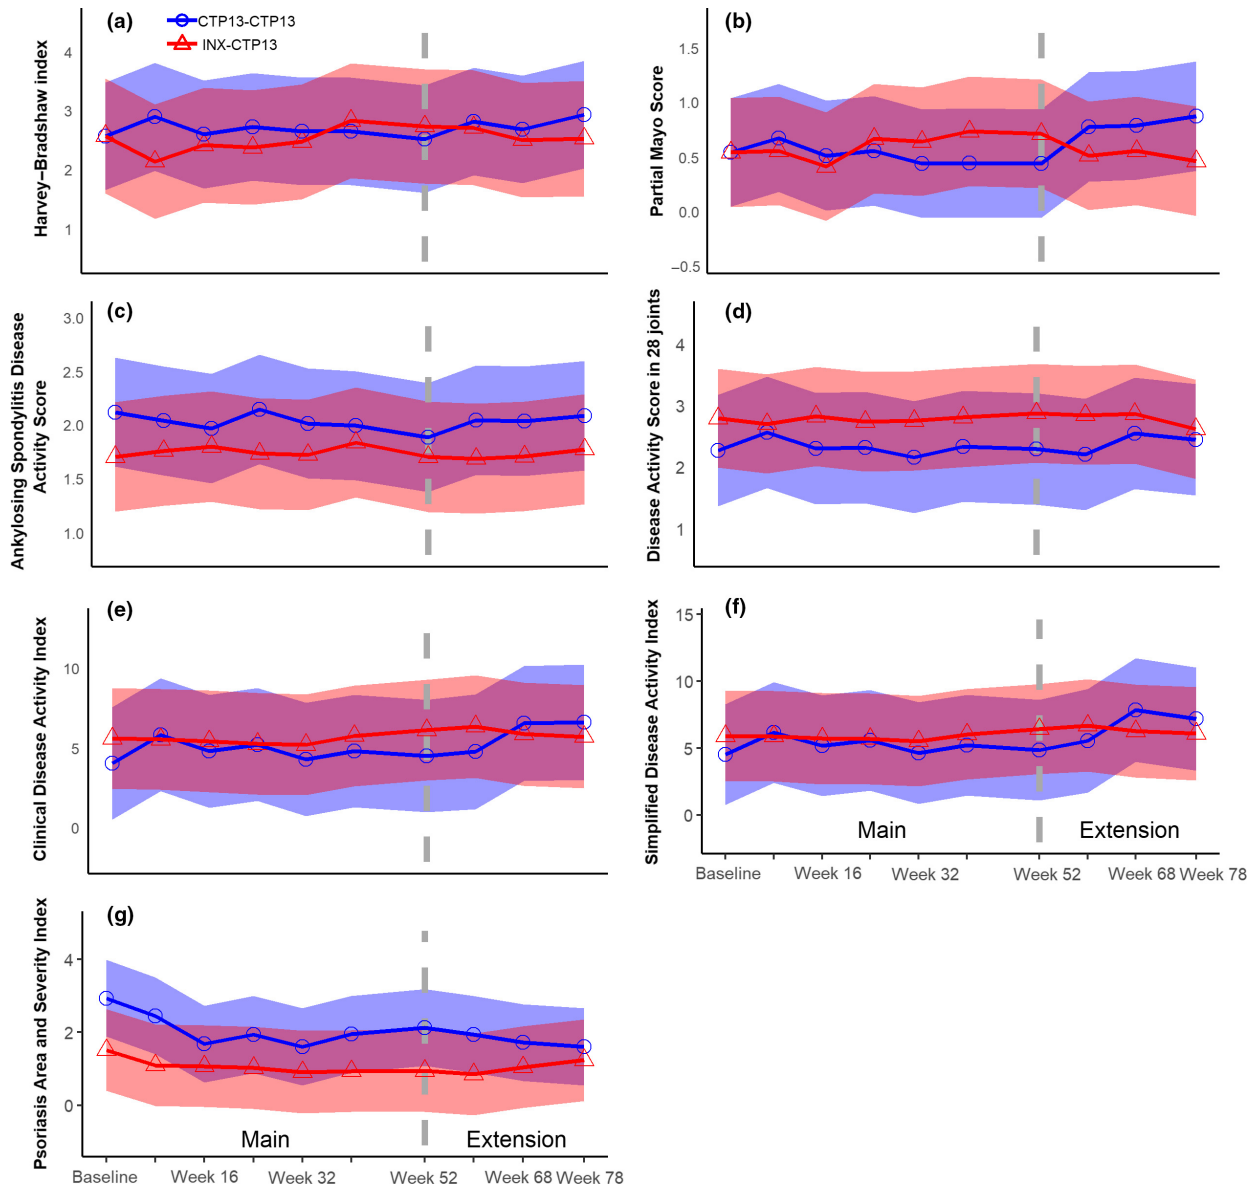 (a)
CTP13-CTP13
INX-CTP13
Harvey–Bradshaw index
4
3
2
1
(b)
Partial Mayo Score
1.5
1.0
0.5
0.0
–0.5
(c)
Ankylosing Spondylitis Disease
Activity Score
3.0
2.5
2.0
1.5
1.0
(d)
Disease Activity Score in 28 joints
4
3
2
1
(e)
Clinical Disease Activity Index
10
5
0
(f)
Simplified Disease Activity Index
15
10
5
0
Main
Extension
Baseline
Week 16
Week 32
Week 52
Week 68
Week 78
(g)
Psoriasis Area and Severity Index
4
2
0
Main
Extension
Baseline
Week 16
Week 32
Week 52
Week 68
Week 78